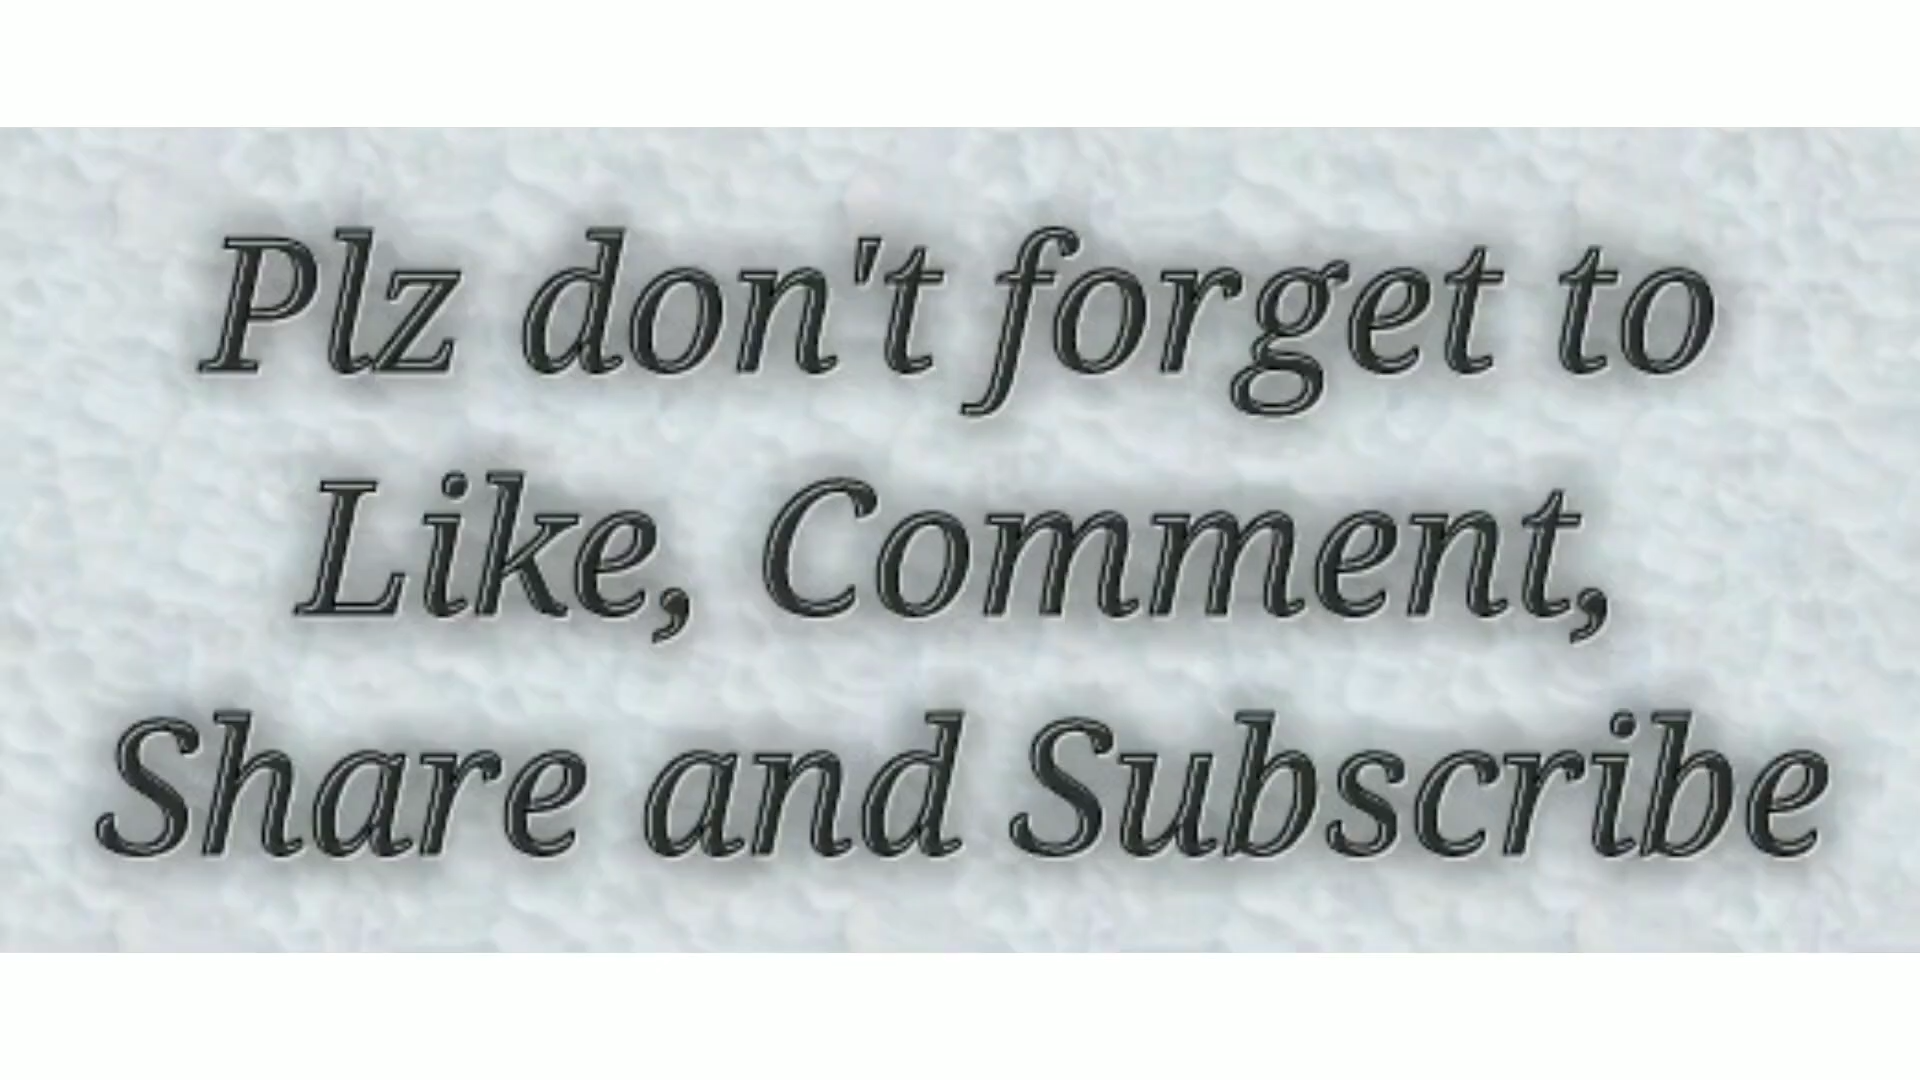 Plz don't forget to
Like, Comment,
Share and Subscribe